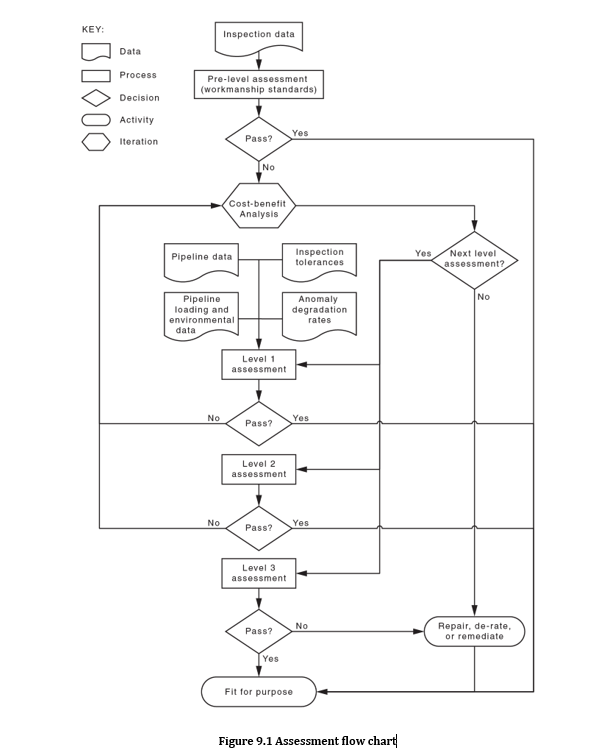 KEY:
Data
Process
Decision
Activity
Iteration
Inspection data
Pre-level assessment
(workmanship standards)
Pass?
Yes
No
Cost-benefit
Analysis
Next level
assessment?
Yes
No
Pipeline data
Inspection
tolerances
Pipeline
loading and
environmental
data
Anomaly
degradation
rates
Level 1
assessment
No
Pass?
Yes
Level 2
assessment
No
Pass?
Yes
Level 3
assessment
Pass?
No
Yes
Repair, de-rate,
or remediate
Fit for purpose
Figure 9.1 Assessment flow chart